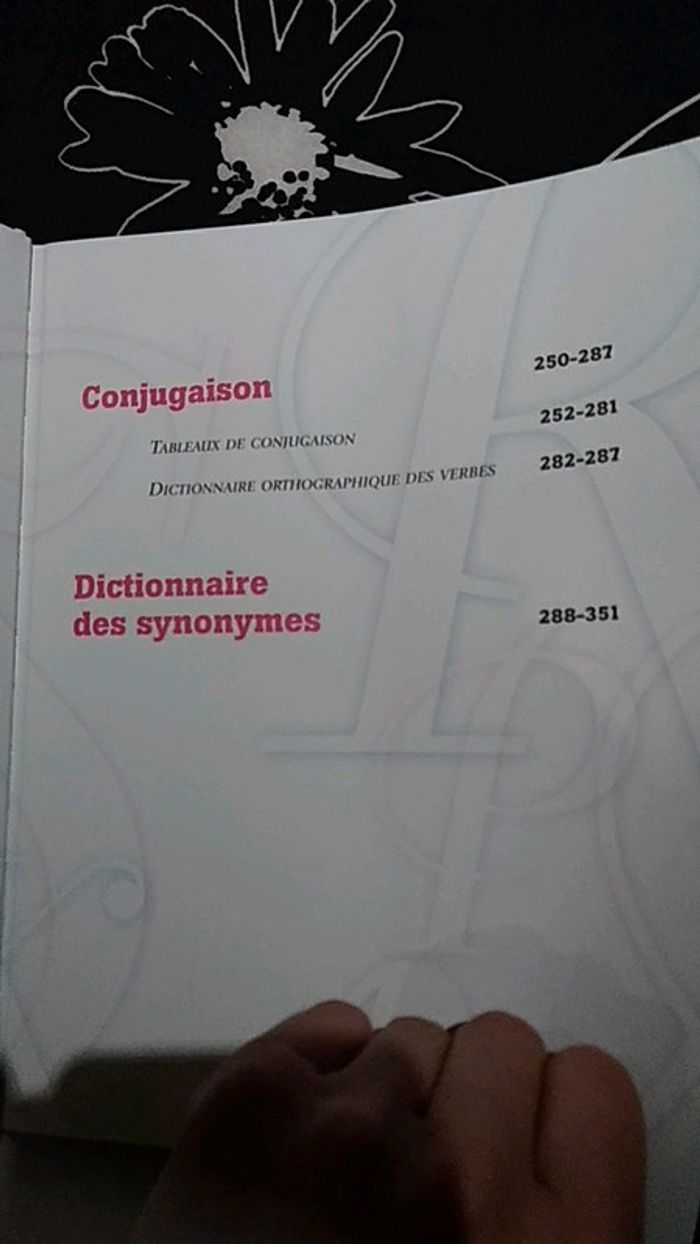 Conjugaison 250-287
TABLEAUX DE CONJUGAISON 252-281
DICTIONNAIRE ORTHOGRAPHIQUE DES VERBES 282-287
Dictionnaire
des synonymes 288-351